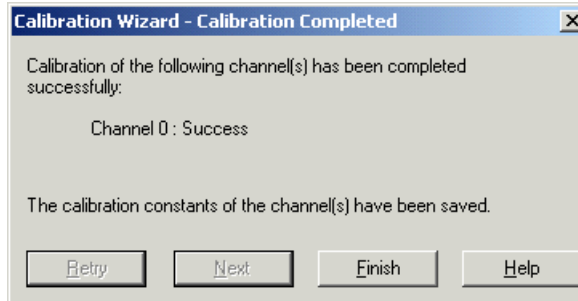 Calibration Wizard - Calibration Completed
Calibration of the following channel(s) has been completed
successfully:
Channel 0 : Success
The calibration constants of the channel(s) have been saved.
Retry Next Finish Help